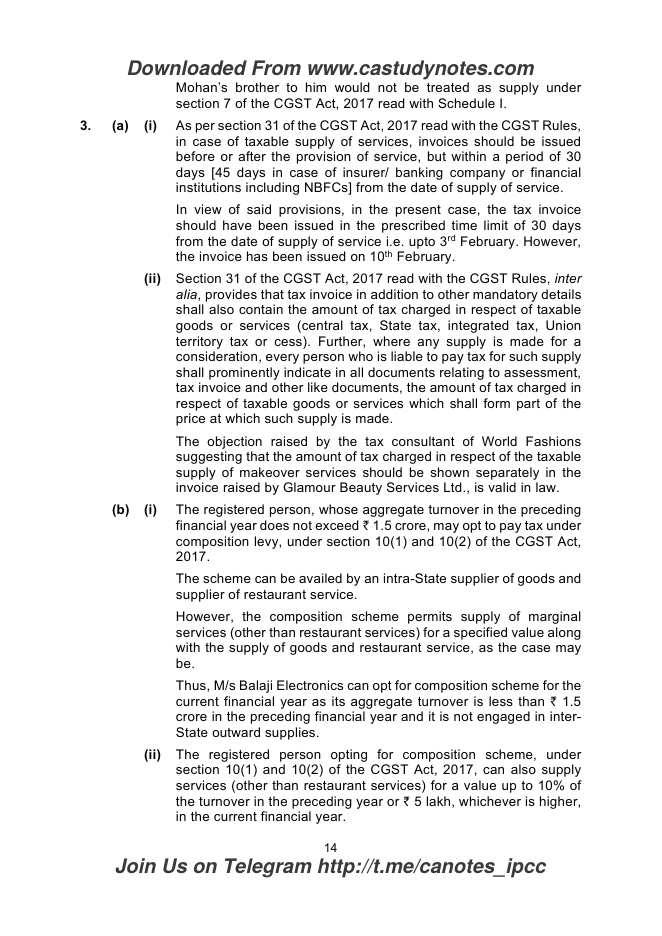 Downloaded From www.castudynotes.com
Mohan's brother to him would not be treated as supply under
section 7 of the CGST Act, 2017 read with Schedule I.
3. (a) (i) As per section 31 of the CGST Act, 2017 read with the CGST Rules,
in case of taxable supply of services, invoices should be issued
before or after the provision of service, but within a period of 30
days [45 days in case of insurer/ banking company or financial
institutions including NBFCs] from the date of supply of service.
In view of said provisions, in the present case, the tax invoice
should have been issued in the prescribed time limit of 30 days
from the date of supply of service i.e. upto 3rd February. However,
the invoice has been issued on 10th February.
(ii) Section 31 of the CGST Act, 2017 read with the CGST Rules, inter
alia, provides that tax invoice in addition to other mandatory details
shall also contain the amount of tax charged in respect of taxable
goods or services (central tax, State tax, integrated tax, Union
territory tax or cess). Further, where any supply is made for a
consideration, every person who is liable to pay tax for such supply
shall prominently indicate in all documents relating to assessment,
tax invoice and other like documents, the amount of tax charged in
respect of taxable goods or services which shall form part of the
price at which such supply is made.
The objection raised by the tax consultant of World Fashions
suggesting that the amount of tax charged in respect of the taxable
supply of makeover services should be shown separately in the
invoice raised by Glamour Beauty Services Ltd., is valid in law.
(b) (i) The registered person, whose aggregate turnover in the preceding
financial year does not exceed ₹ 1.5 crore, may opt to pay tax under
composition levy, under section 10(1) and 10(2) of the CGST Act,
2017.
The scheme can be availed by an intra-State supplier of goods and
supplier of restaurant service.
However, the composition scheme permits supply of marginal
services (other than restaurant services) for a specified value along
with the supply of goods and restaurant service, as the case may
be.
Thus, M/s Balaji Electronics can opt for composition scheme for the
current financial year as its aggregate turnover is less than ₹ 1.5
crore in the preceding financial year and it is not engaged in inter-
State outward supplies.
(ii) The registered person opting for composition scheme, under
section 10(1) and 10(2) of the CGST Act, 2017, can also supply
services (other than restaurant services) for a value up to 10% of
the turnover in the preceding year or ₹ 5 lakh, whichever is higher,
in the current financial year.
14
Join Us on Telegram http://t.me/canotes_ipcc